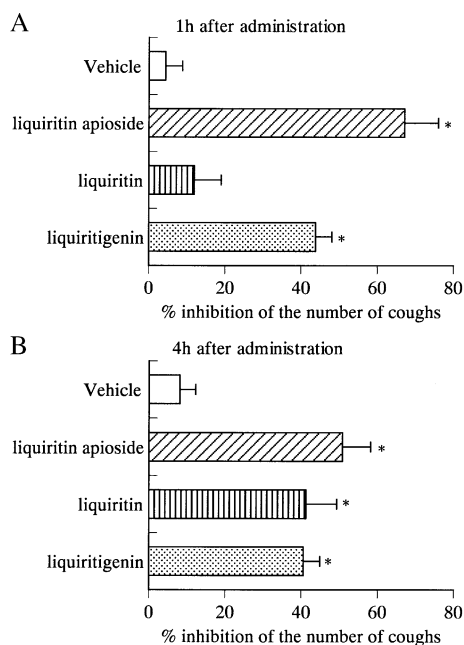 A
1h after administration
Vehicle
liquiritin apioside
*
liquiritin
liquiritigenin
*
0 20 40 60 80
% inhibition of the number of coughs
B
4h after administration
Vehicle
liquiritin apioside
*
liquiritin
*
liquiritigenin
*
0 20 40 60 80
% inhibition of the number of coughs